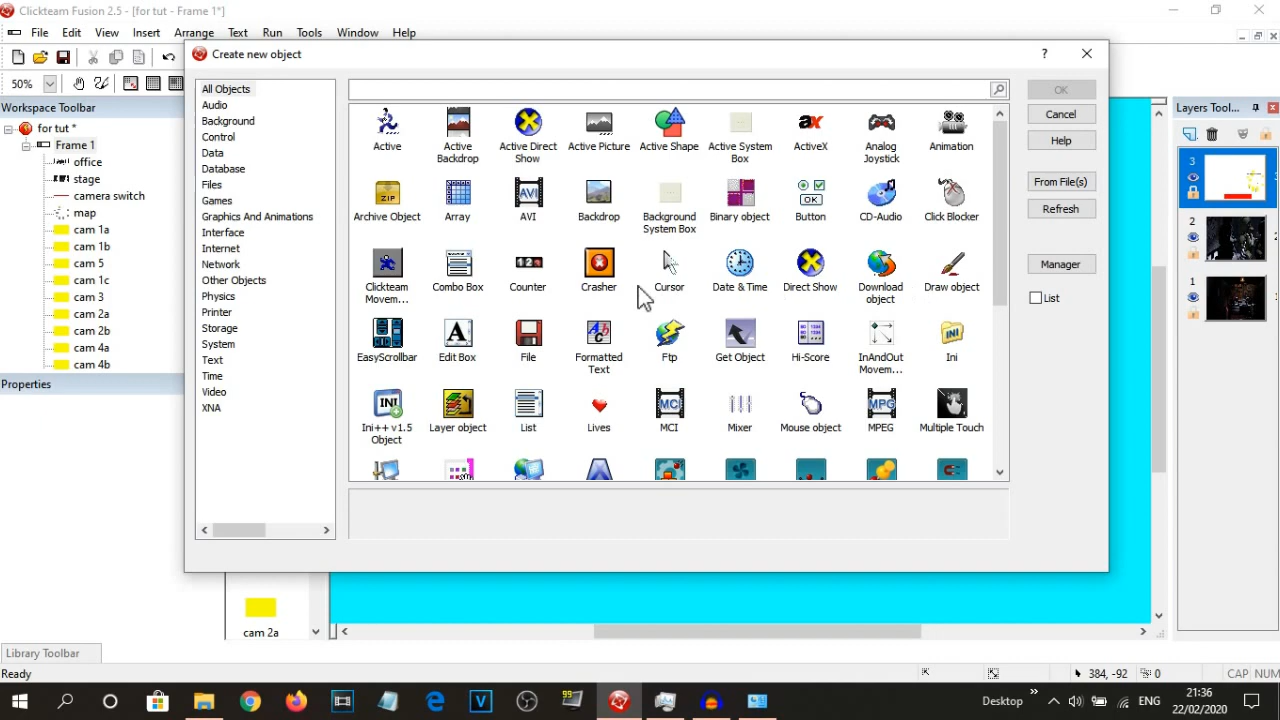 Clickteam Fusion 2.5 - [for tut - Frame 1*]
File Edit View Insert Arrange Text Run Tools Window Help
50%
Workspace Toolbar
for tut *
Frame 1
office
stage
camera switch
map
cam 1a
cam 1b
cam 5
cam 1c
cam 3
cam 2a
cam 2b
cam 4a
cam 4b
Properties
Create new object
?
All Objects
Audio
Background
Control
Data
Database
Files
Games
Graphics And Animations
Interface
Internet
Network
Other Objects
Physics
Printer
Storage
System
Text
Time
Video
XNA
Active
Active Backdrop
Active Direct Show
Active Picture
Active Shape
Active System Box
ActiveX
Analog Joystick
Animation
Archive Object
Array
AVI
Backdrop
Background System Box
Binary object
Button
CD-Audio
Click Blocker
Clickteam Movem...
Combo Box
Counter
Crasher
Cursor
Date & Time
Direct Show
Download object
Draw object
EasyScrollbar
Edit Box
File
Formatted Text
Ftp
Get Object
Hi-Score
InAndOut Movem...
Ini
Ini++ v1.5 Object
Layer object
List
Lives
MCI
Mixer
Mouse object
MPEG
Multiple Touch
OK
Cancel
Help
From File(s)
Refresh
Manager
List
Layers Tool...
3
2
1
cam 2a
Library Toolbar
Ready
384, -92
0
CAP NUM
Desktop
ENG
21:36
22/02/2020